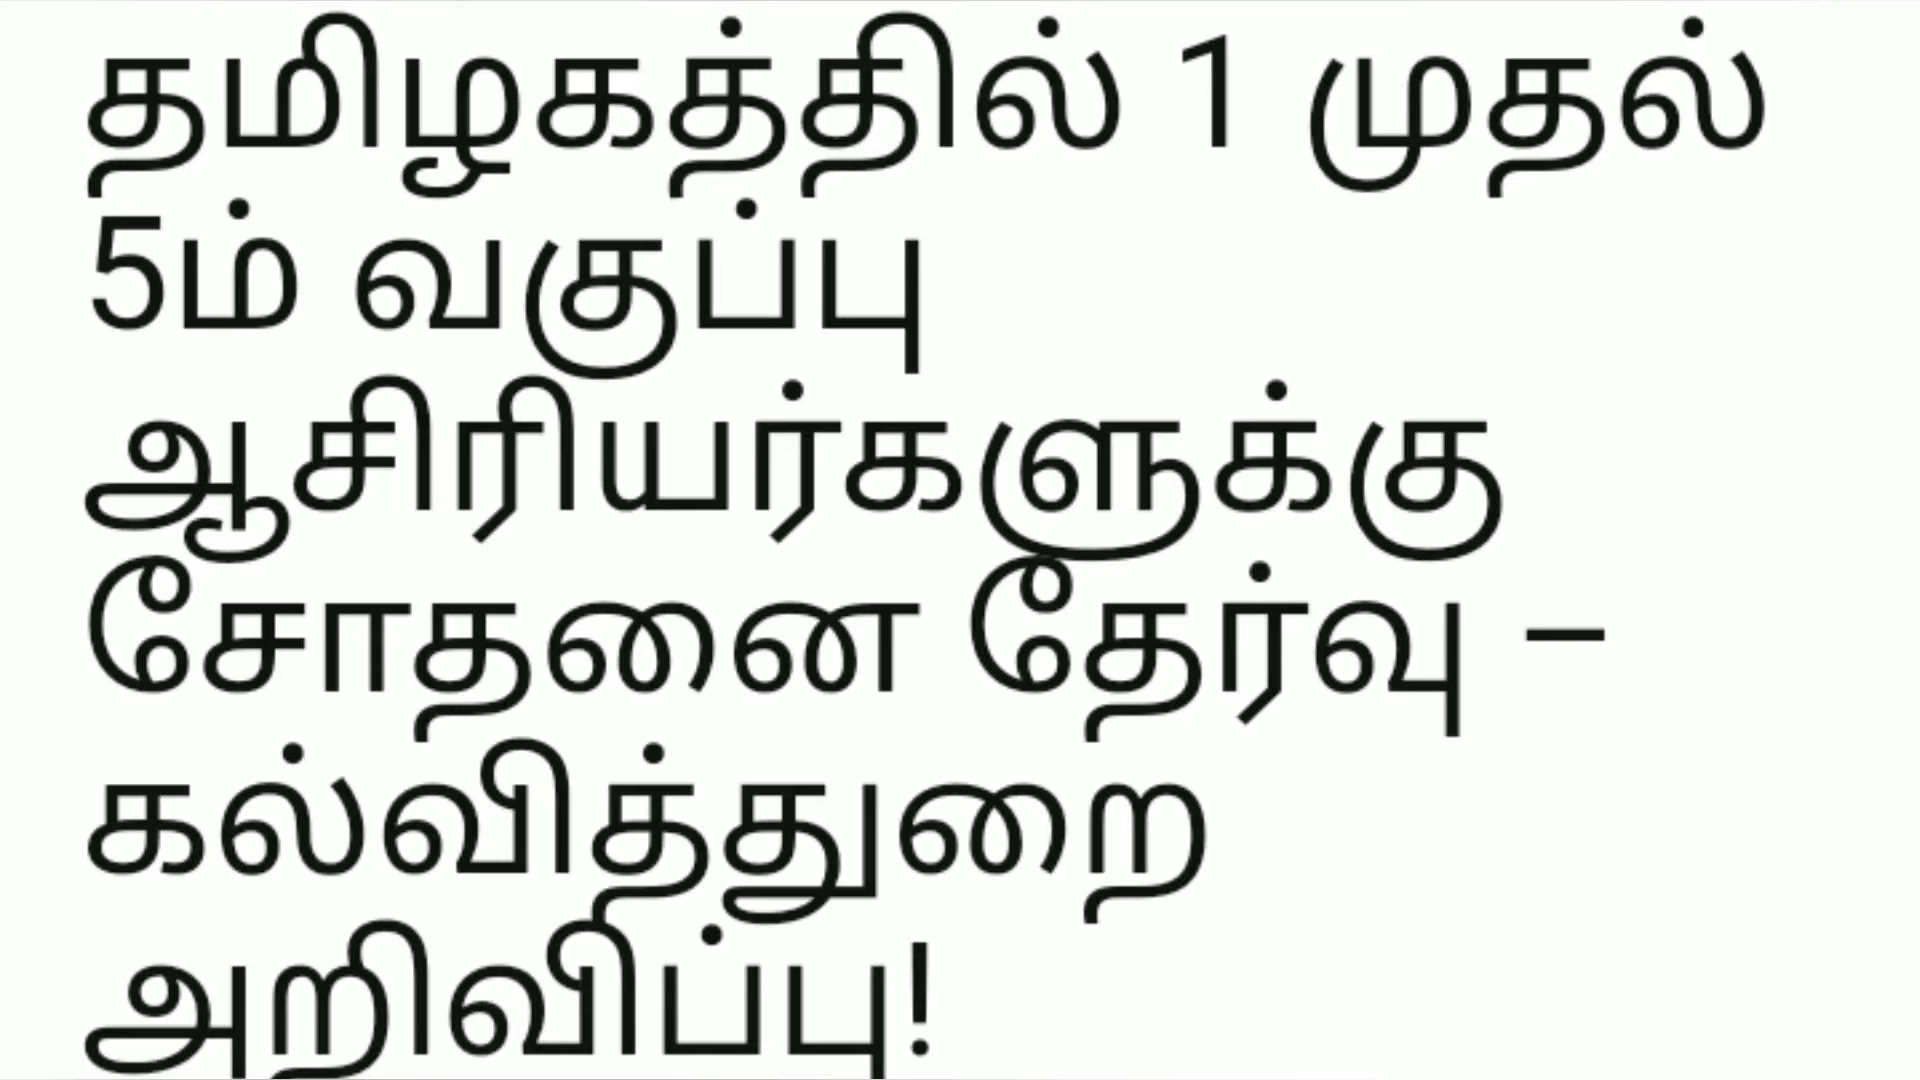 தமிழகத்தில் 1 முதல்
5ம் வகுப்பு
ஆசிரியர்களுக்கு
சோதனை தேர்வு –
கல்வித்துறை
அறிவிப்பு!